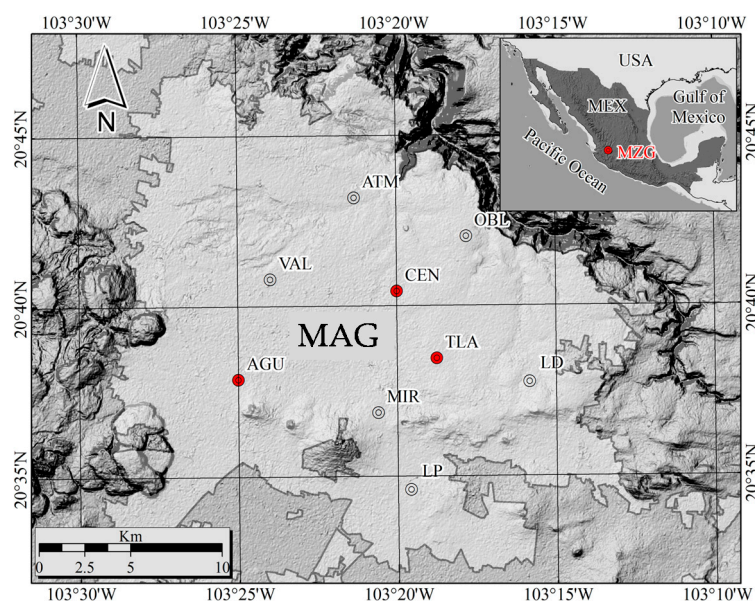 103°30'W 103°25'W 103°20'W 103°15'W 103°10'W
N
USA
MEX
Gulf of
Mexico
MZG
Pacific Ocean
20°45'N 20°45'N
ATM
OBL
VAL
CEN
20°40'N 20°40'N
MAG
TLA
AGU
LD
MIR
20°35'N 20°35'N
LP
Km
0 2.5 5 10
103°30'W 103°25'W 103°20'W 103°15'W 103°10'W